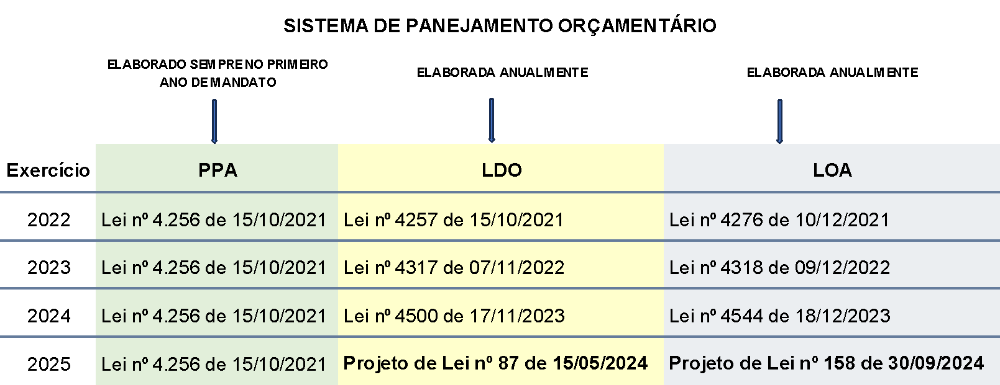 SISTEMA DE PANEJAMENTO ORÇAMENTÁRIO
ELABORADO SEMPRE NO PRIMEIRO
ANO DE MANDATO
ELABORADA ANUALMENTE
ELABORADA ANUALMENTE
Exercício PPA LDO LOA
2022 Lei nº 4.256 de 15/10/2021 Lei nº 4257 de 15/10/2021 Lei nº 4276 de 10/12/2021
2023 Lei nº 4.256 de 15/10/2021 Lei nº 4317 de 07/11/2022 Lei nº 4318 de 09/12/2022
2024 Lei nº 4.256 de 15/10/2021 Lei nº 4500 de 17/11/2023 Lei nº 4544 de 18/12/2023
2025 Lei nº 4.256 de 15/10/2021 Projeto de Lei nº 87 de 15/05/2024 Projeto de Lei nº 158 de 30/09/2024